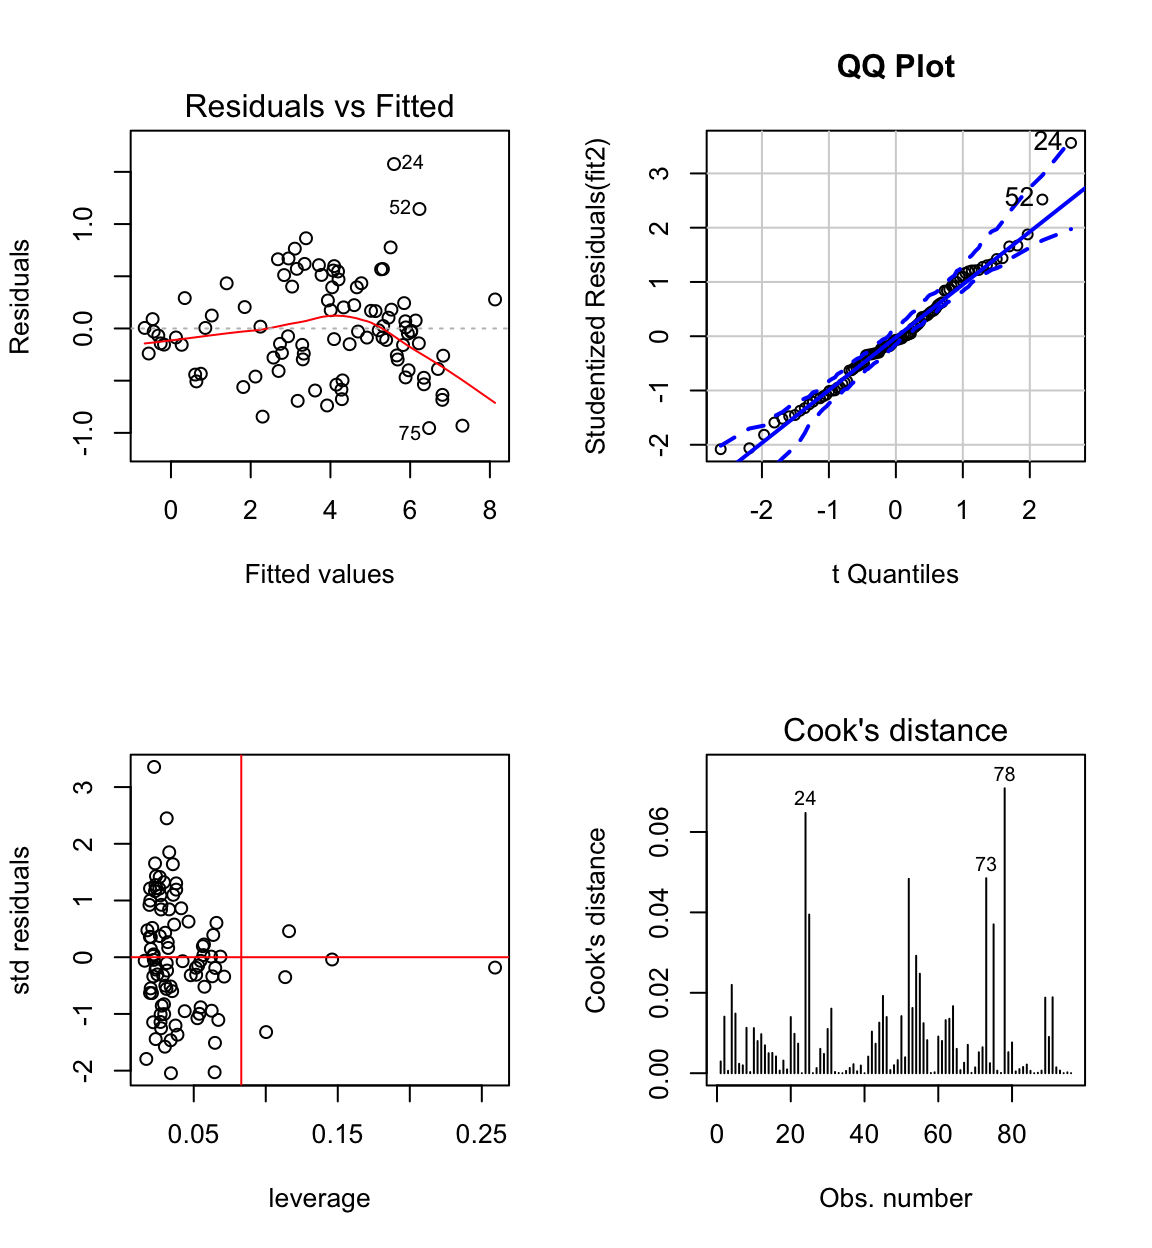 Residuals vs Fitted
Residuals
1.0
0.0
-1.0
24
52
75
0 2 4 6 8
Fitted values
QQ Plot
Studentized Residuals(fit2)
3
2
1
0
-1
-2
24
52
-2 -1 0 1 2
t Quantiles
std residuals
3
2
1
0
-1
-2
0.05 0.15 0.25
leverage
Cook's distance
Cook's distance
0.06
0.04
0.02
0.00
78
24
73
0 20 40 60 80
Obs. number